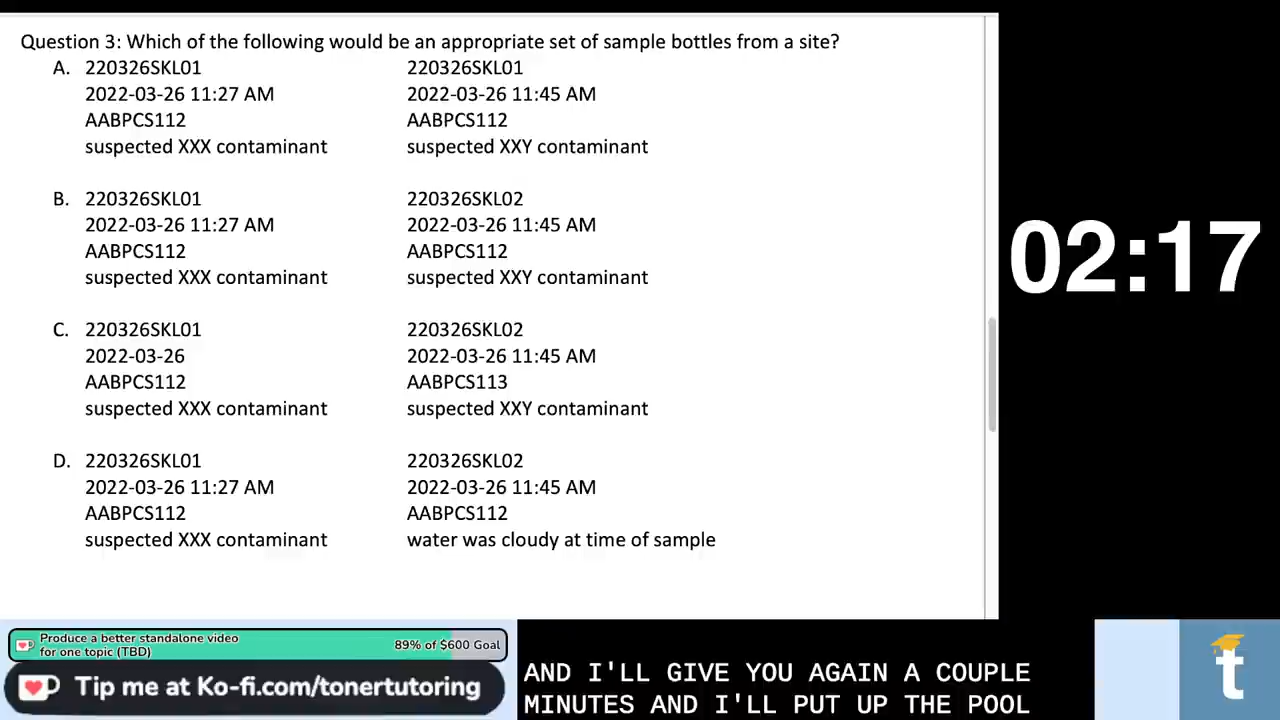 Question 3: Which of the following would be an appropriate set of sample bottles from a site?
A. 220326SKL01 220326SKL01
2022-03-26 11:27 AM 2022-03-26 11:45 AM
AABPCS112 AABPCS112
suspected XXX contaminant suspected XXY contaminant
B. 220326SKL01 220326SKL02
2022-03-26 11:27 AM 2022-03-26 11:45 AM
AABPCS112 AABPCS112
suspected XXX contaminant suspected XXY contaminant
C. 220326SKL01 220326SKL02
2022-03-26 2022-03-26 11:45 AM
AABPCS112 AABPCS113
suspected XXX contaminant suspected XXY contaminant
D. 220326SKL01 220326SKL02
2022-03-26 11:27 AM 2022-03-26 11:45 AM
AABPCS112 AABPCS112
suspected XXX contaminant water was cloudy at time of sample
02:17
Produce a better standalone video
for one topic (TBD)
89% of $600 Goal
Tip me at Ko-fi.com/tonertutoring
AND I'LL GIVE YOU AGAIN A COUPLE
MINUTES AND I'LL PUT UP THE POOL
t